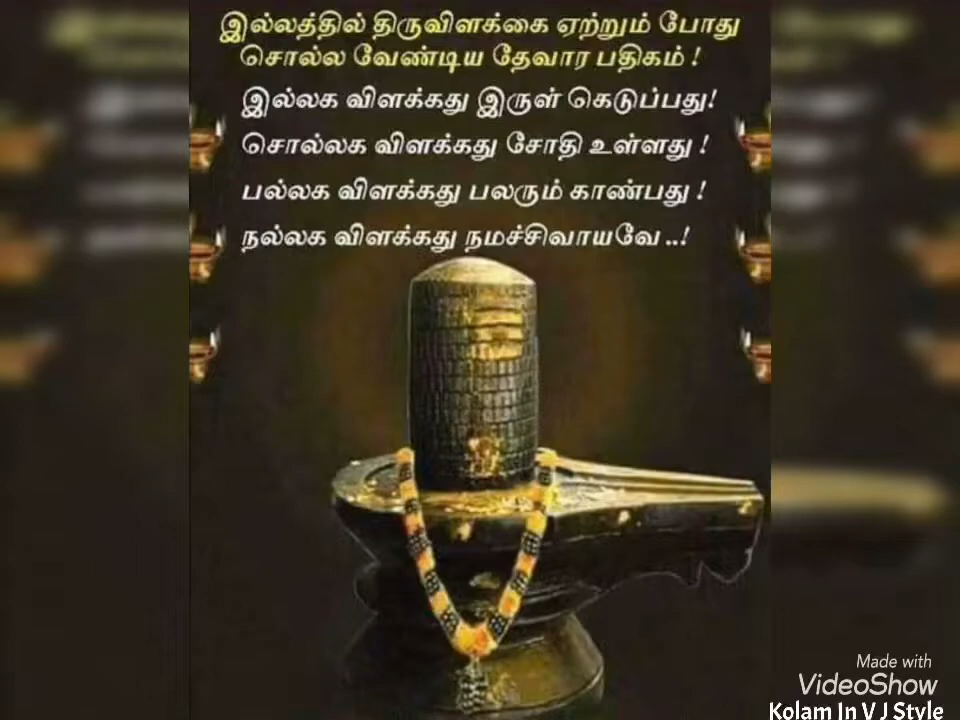 இல்லத்தில் திருவிளக்கை ஏற்றும் போது
சொல்ல வேண்டிய தேவார பதிகம் !
இல்லக விளக்கது இருள் கெடுப்பது!
சொல்லக விளக்கது சோதி உள்ளது !
பல்லக விளக்கது பலரும் காண்பது !
நல்லக விளக்கது நமச்சிவாயவே ..!
Made with
VideoShow
Kolam In V J Style